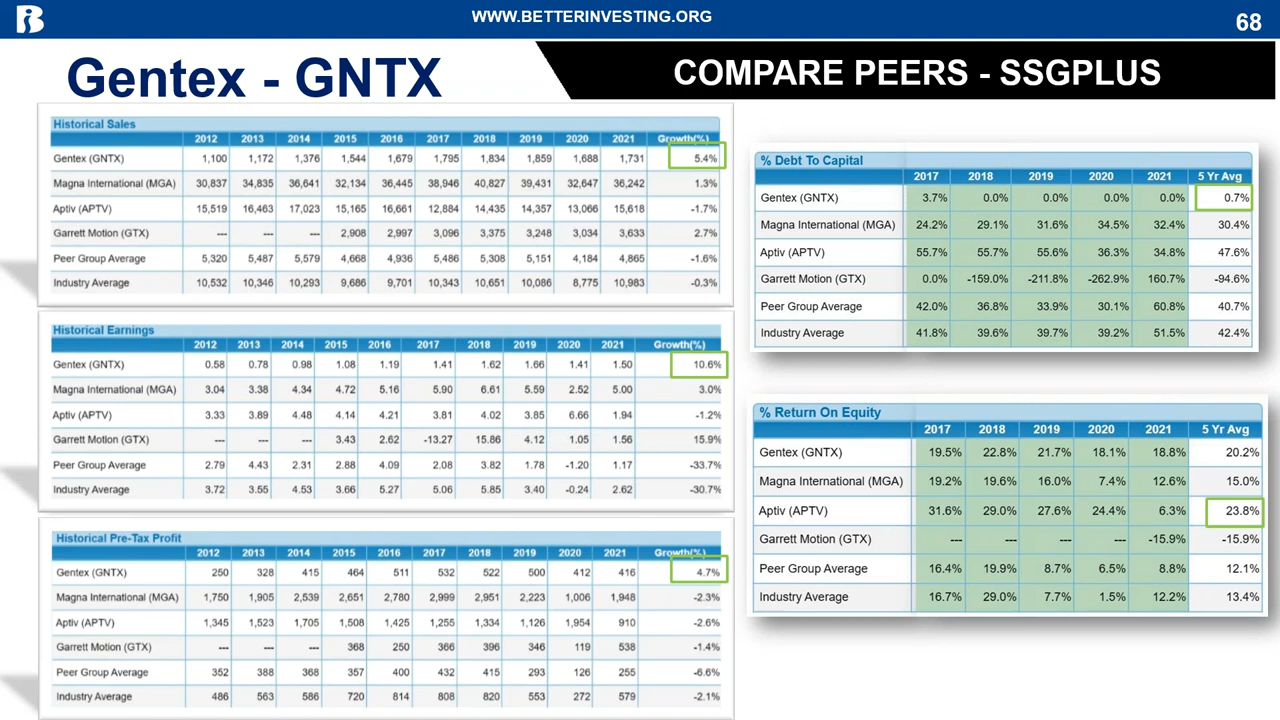 WWW.BETTERINVESTING.ORG
68
Gentex - GNTX
COMPARE PEERS - SSGPLUS
Historical Sales
2012 2013 2014 2015 2016 2017 2018 2019 2020 2021 Growth(%)
Gentex (GNTX) 1,100 1,172 1,376 1,544 1,679 1,795 1,834 1,859 1,688 1,731 5.4%
Magna International (MGA) 30,837 34,835 36,641 32,134 36,445 38,946 40,827 39,431 32,647 36,242 1.3%
Aptiv (APTV) 15,519 16,463 17,023 15,165 16,661 12,884 14,435 14,357 13,066 15,618 -1.7%
Garrett Motion (GTX) --- --- --- 2,908 2,997 3,096 3,375 3,248 3,034 3,633 2.7%
Peer Group Average 5,320 5,487 5,579 4,668 4,936 5,486 5,308 5,151 4,184 4,865 -1.6%
Industry Average 10,532 10,346 10,293 9,686 9,701 10,343 10,651 10,086 8,775 10,983 -0.3%
Historical Earnings
2012 2013 2014 2015 2016 2017 2018 2019 2020 2021 Growth(%)
Gentex (GNTX) 0.58 0.78 0.98 1.08 1.19 1.41 1.62 1.66 1.41 1.50 10.6%
Magna International (MGA) 3.04 3.38 4.34 4.72 5.16 5.90 6.61 5.59 2.52 5.00 3.0%
Aptiv (APTV) 3.33 3.89 4.48 4.14 4.21 3.81 4.02 3.85 6.66 1.94 -1.2%
Garrett Motion (GTX) --- --- --- 3.43 2.62 -13.27 15.86 4.12 1.05 1.56 15.9%
Peer Group Average 2.79 4.43 2.31 2.88 4.09 2.08 3.82 1.78 -1.20 1.17 -33.7%
Industry Average 3.72 3.55 4.53 3.66 5.27 5.06 5.85 3.40 -0.24 2.62 -30.7%
Historical Pre-Tax Profit
2012 2013 2014 2015 2016 2017 2018 2019 2020 2021 Growth(%)
Gentex (GNTX) 250 328 415 464 511 532 522 500 412 416 4.7%
Magna International (MGA) 1,750 1,905 2,539 2,651 2,780 2,999 2,951 2,223 1,006 1,948 -2.3%
Aptiv (APTV) 1,345 1,523 1,705 1,508 1,425 1,255 1,334 1,126 1,954 910 -2.6%
Garrett Motion (GTX) --- --- --- 368 250 366 396 346 119 538 -1.4%
Peer Group Average 352 388 368 357 400 432 415 293 126 255 -6.6%
Industry Average 486 563 586 720 814 808 820 553 272 579 -2.1%
% Debt To Capital
2017 2018 2019 2020 2021 5 Yr Avg
Gentex (GNTX) 3.7% 0.0% 0.0% 0.0% 0.0% 0.7%
Magna International (MGA) 24.2% 29.1% 31.6% 34.5% 32.4% 30.4%
Aptiv (APTV) 55.7% 55.7% 55.6% 36.3% 34.8% 47.6%
Garrett Motion (GTX) 0.0% -159.0% -211.8% -262.9% 160.7% -94.6%
Peer Group Average 42.0% 36.8% 33.9% 30.1% 60.8% 40.7%
Industry Average 41.8% 39.6% 39.7% 39.2% 51.5% 42.4%
% Return On Equity
2017 2018 2019 2020 2021 5 Yr Avg
Gentex (GNTX) 19.5% 22.8% 21.7% 18.1% 18.8% 20.2%
Magna International (MGA) 19.2% 19.6% 16.0% 7.4% 12.6% 15.0%
Aptiv (APTV) 31.6% 29.0% 27.6% 24.4% 6.3% 23.8%
Garrett Motion (GTX) --- --- --- --- -15.9% -15.9%
Peer Group Average 16.4% 19.9% 8.7% 6.5% 8.8% 12.1%
Industry Average 16.7% 29.0% 7.7% 1.5% 12.2% 13.4%